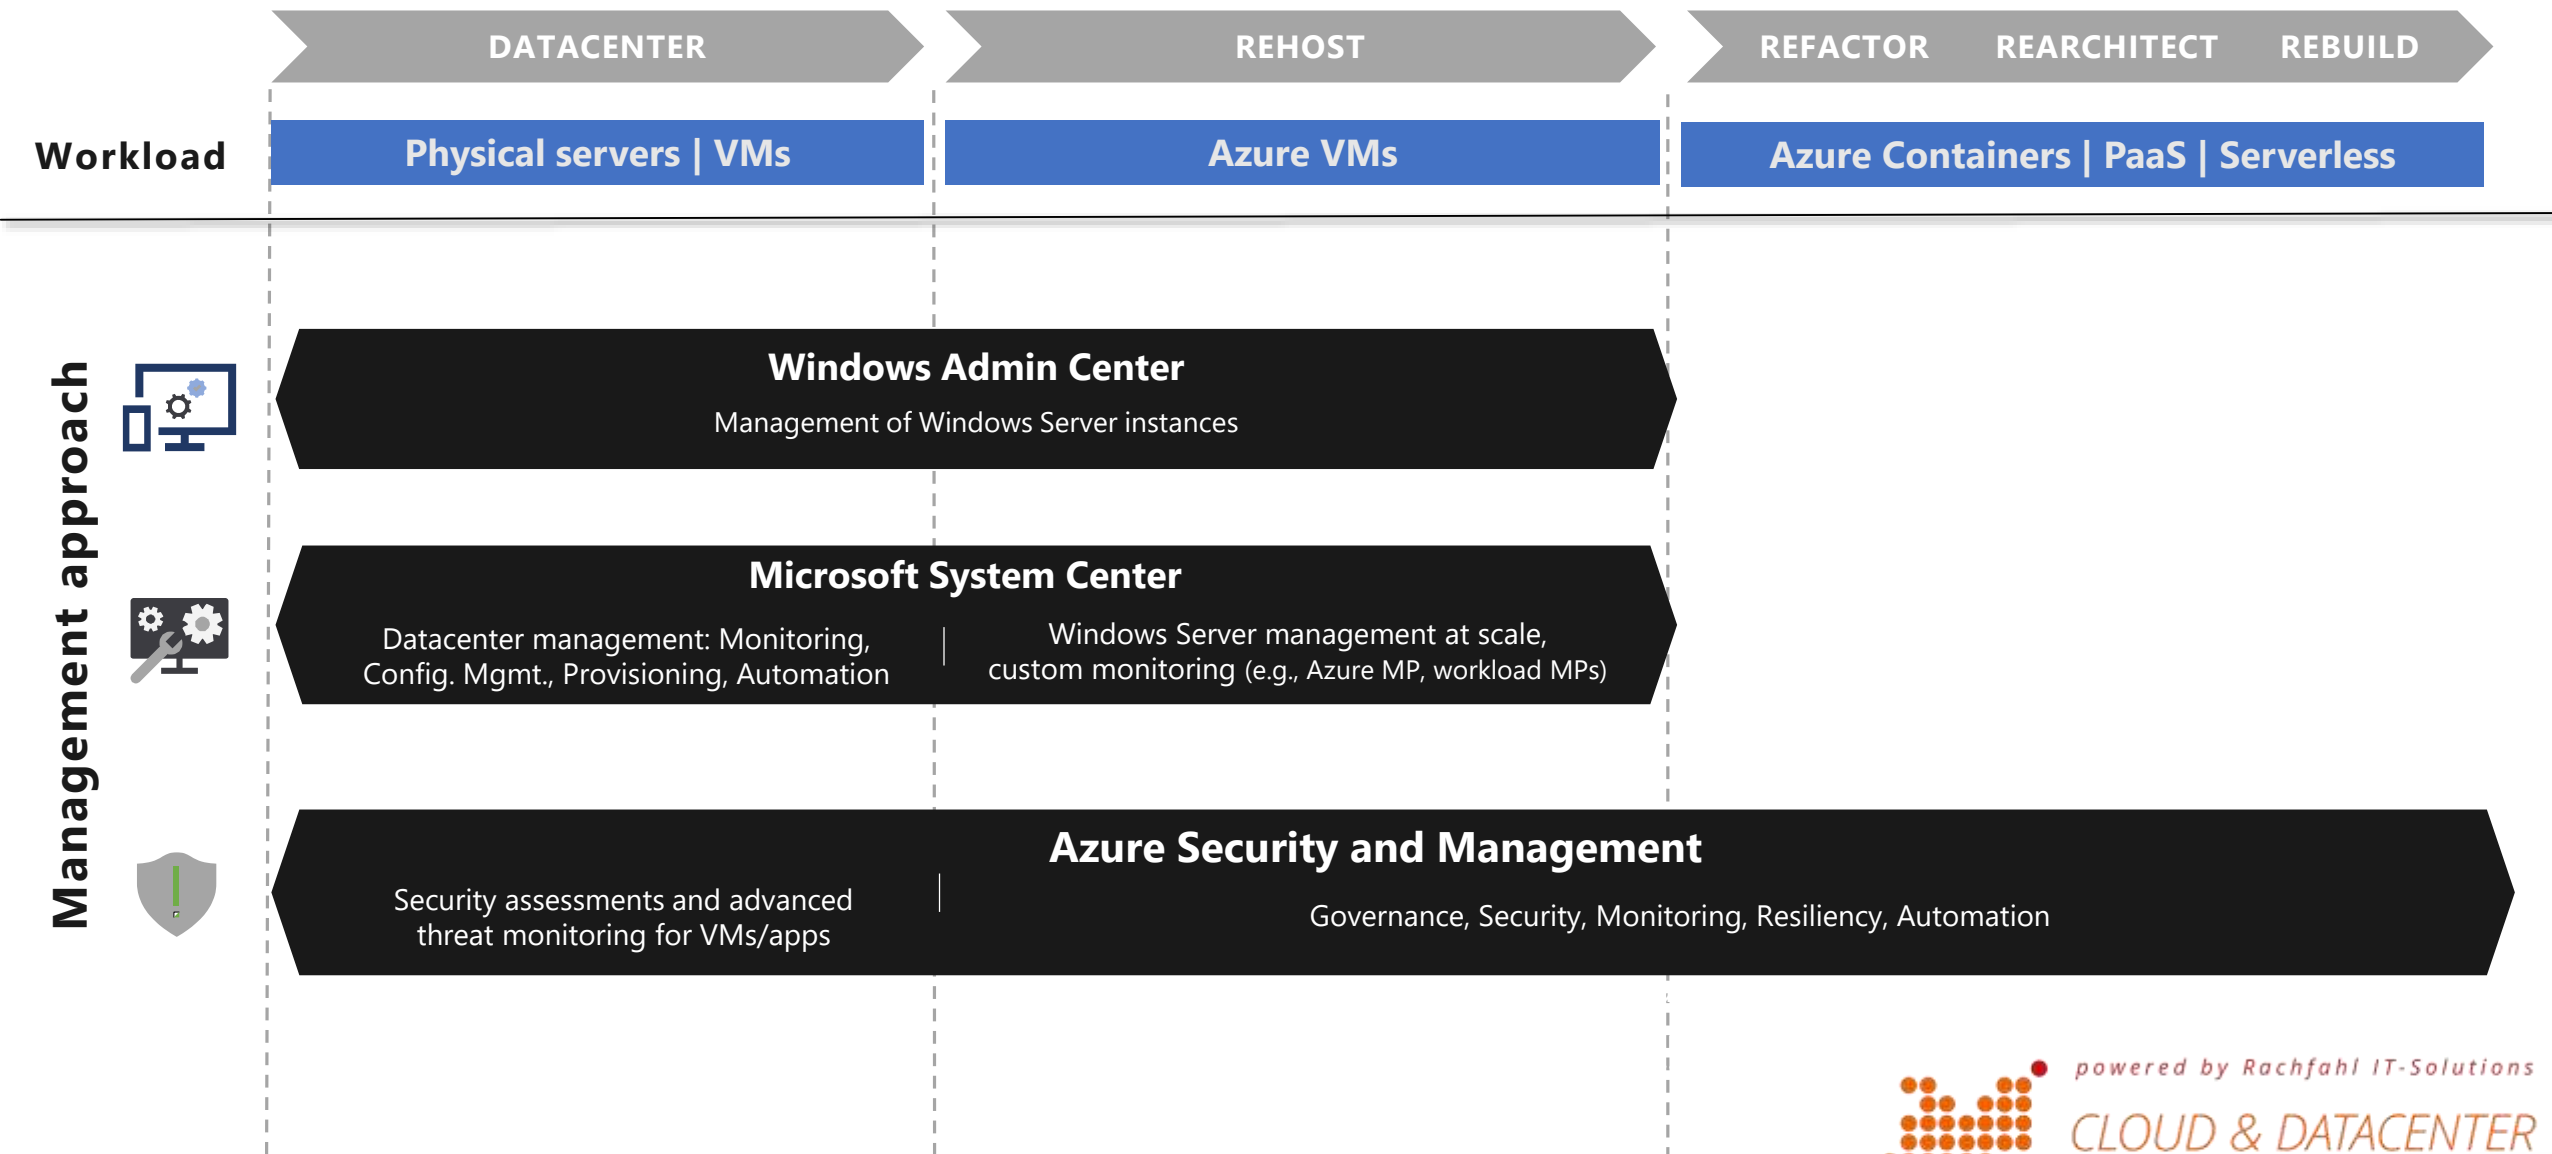 DATACENTER
REHOST
REFACTOR REARCHITECT REBUILD
Workload
Physical servers | VMs
Azure VMs
Azure Containers | PaaS | Serverless
Management approach
Windows Admin Center
Management of Windows Server instances
Microsoft System Center
Datacenter management: Monitoring,
Config. Mgmt., Provisioning, Automation
Windows Server management at scale,
custom monitoring (e.g., Azure MP, workload MPs)
Azure Security and Management
Security assessments and advanced
threat monitoring for VMs/apps
Governance, Security, Monitoring, Resiliency, Automation
powered by Rachfahl IT-Solutions
CLOUD & DATACENTER